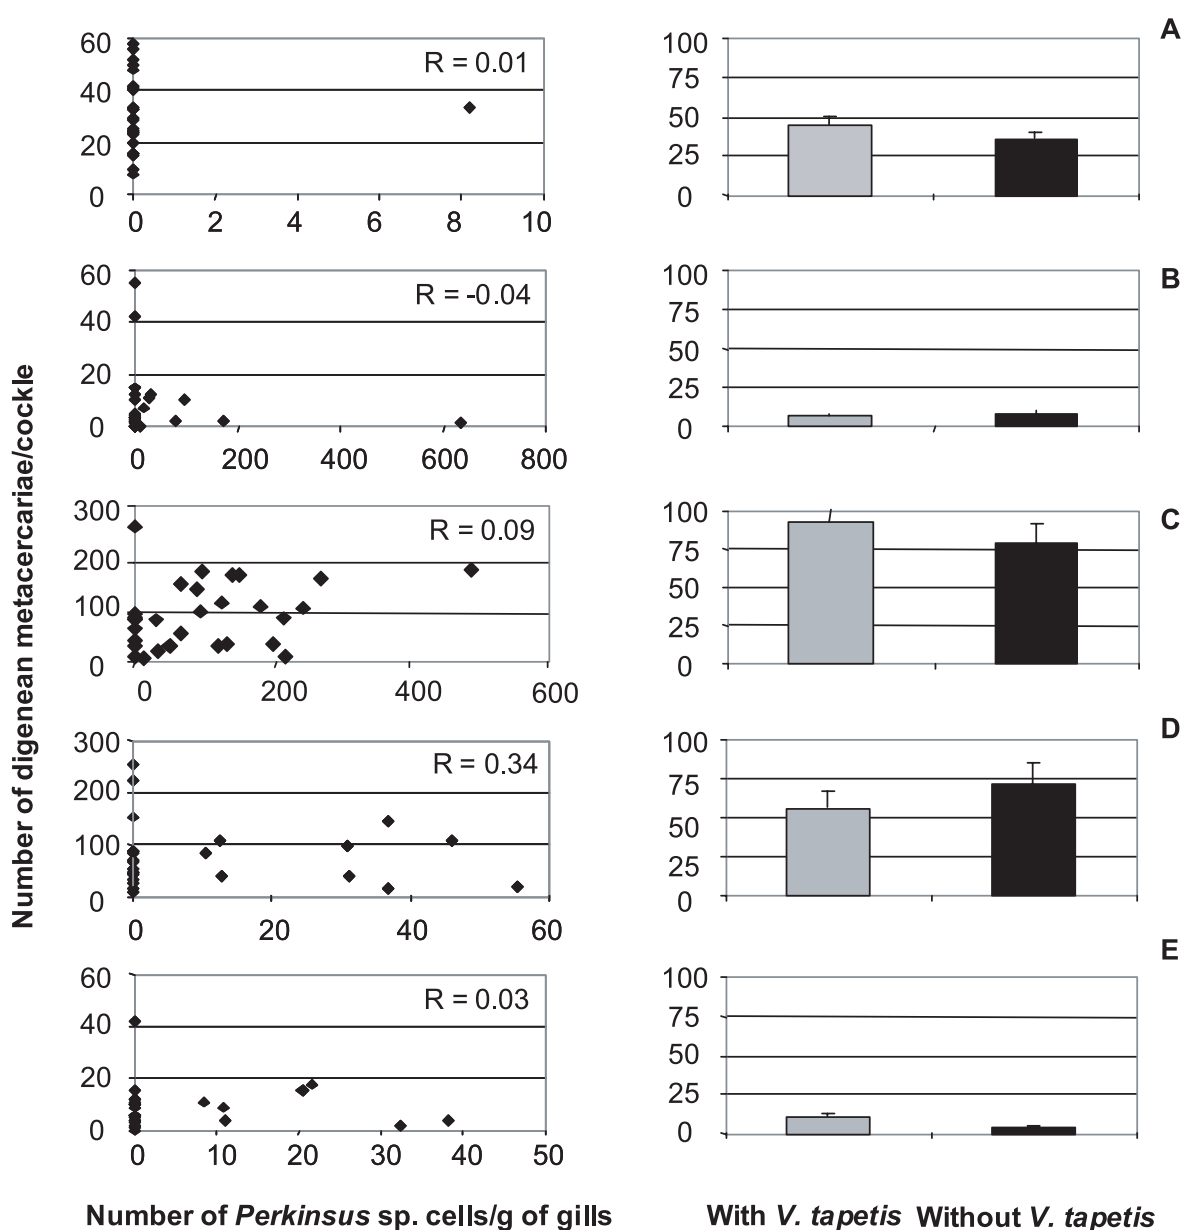 A
60
40
20
0
R = 0.01
0 2 4 6 8 10
100
75
50
25
0
B
60
40
20
0
R = -0.04
0 200 400 600 800
100
75
50
25
0
C
300
200
100
0
R = 0.09
0 200 400 600
100
75
50
25
0
D
300
200
100
0
R = 0.34
0 20 40 60
100
75
50
25
0
E
60
40
20
0
R = 0.03
0 10 20 30 40 50
100
75
50
25
0
Number of digenean metacercariae/cockle
Number of Perkinsus sp. cells/g of gills
With V. tapetis Without V. tapetis